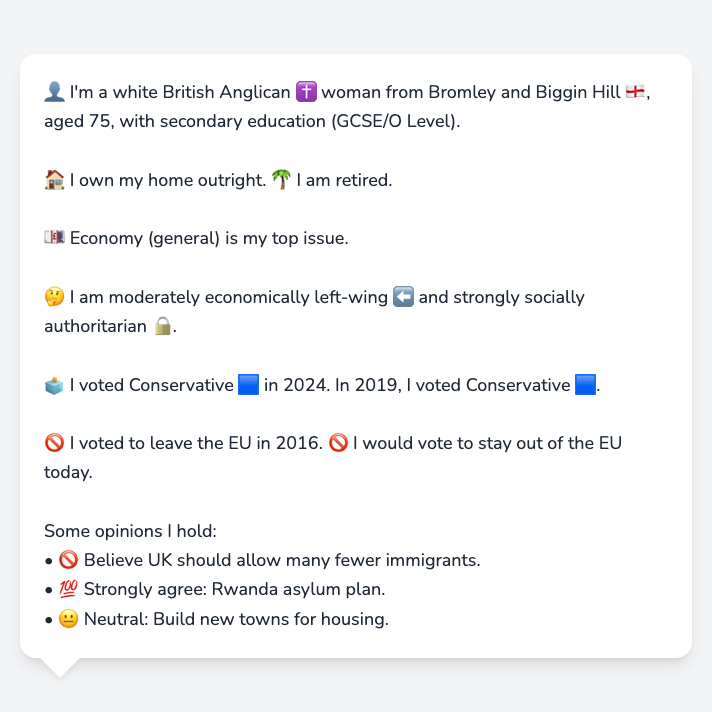 👤 I'm a white British Anglican ✝️ woman from Bromley and Biggin Hill 🏴󠁧󠁢󠁥󠁮󠁧󠁿,
aged 75, with secondary education (GCSE/O Level).
🏠 I own my home outright. 🌴 I am retired.
💷 Economy (general) is my top issue.
🤔 I am moderately economically left-wing ⬅️ and strongly socially
authoritarian 🔒.
🗳️ I voted Conservative 🟦 in 2024. In 2019, I voted Conservative 🟦.
🚫 I voted to leave the EU in 2016. 🚫 I would vote to stay out of the EU
today.
Some opinions I hold:
• 🚫 Believe UK should allow many fewer immigrants.
• 💯 Strongly agree: Rwanda asylum plan.
• 😐 Neutral: Build new towns for housing.